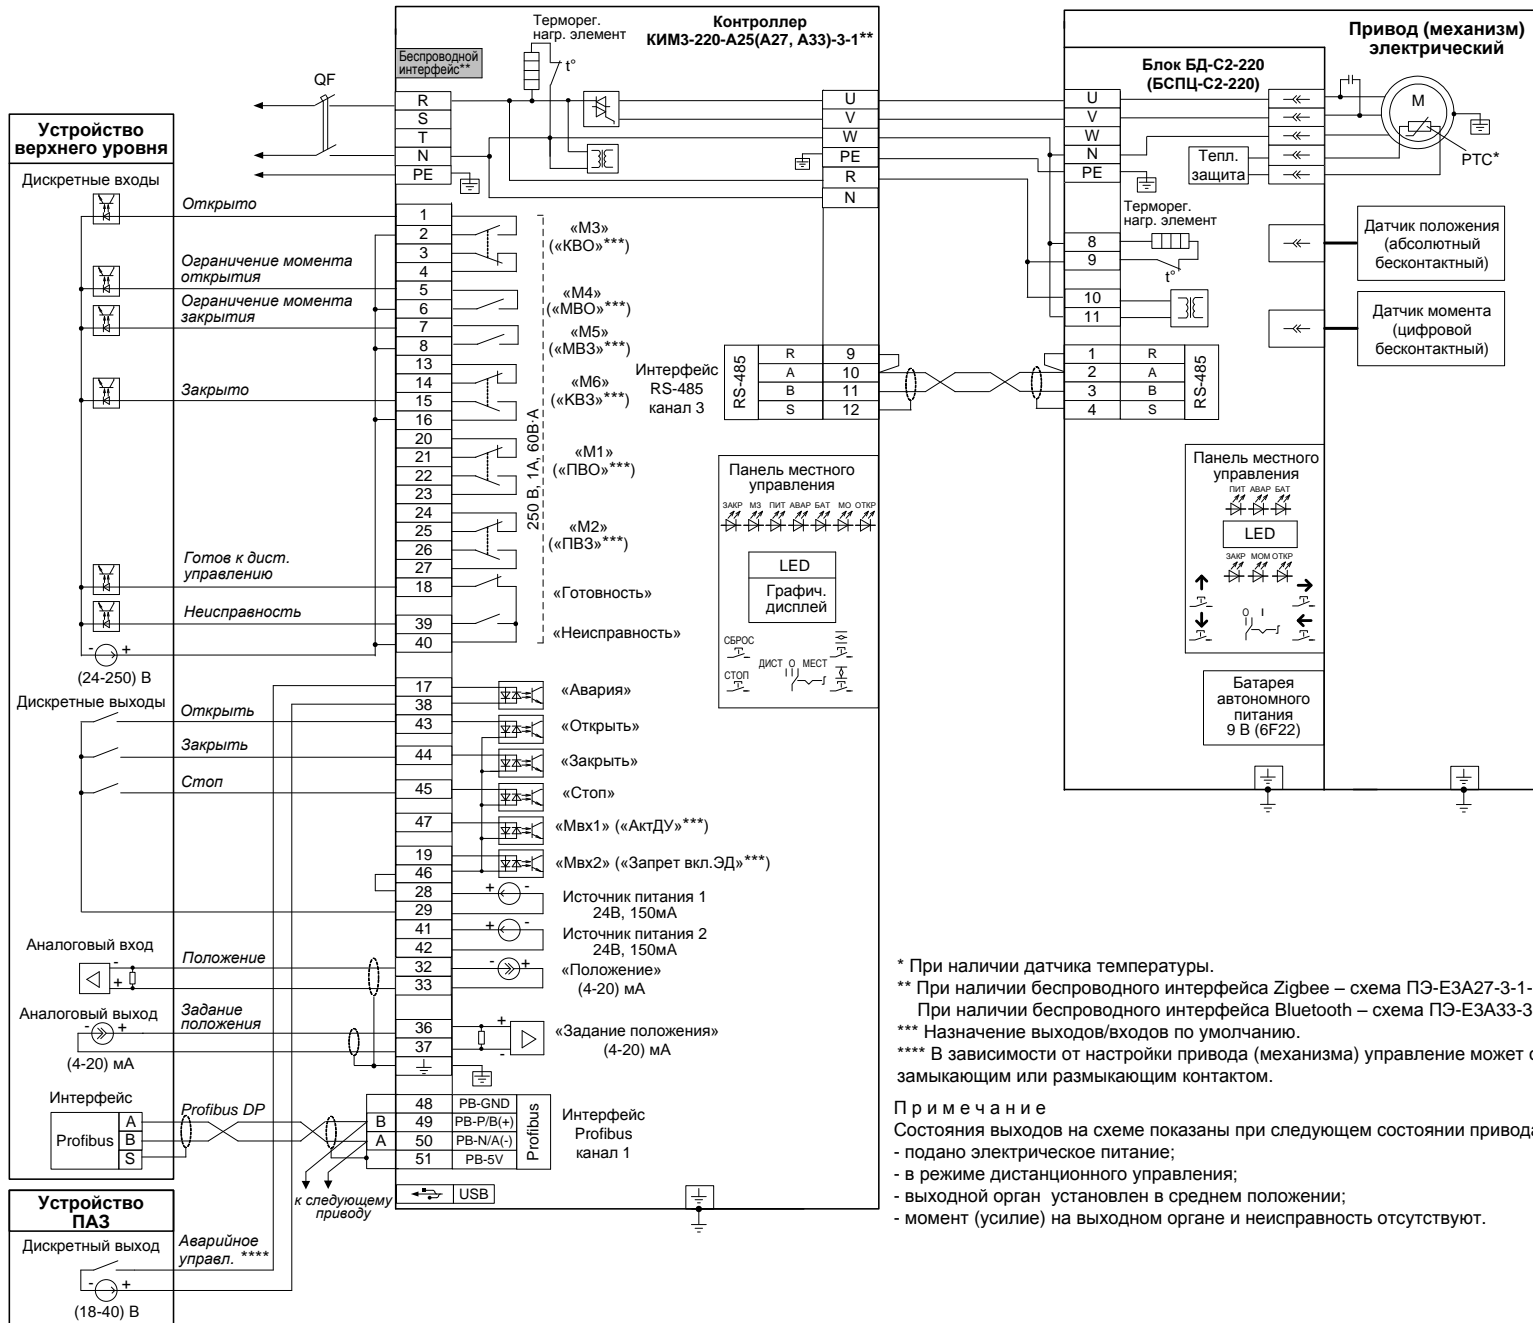 Контроллер
КИМ3-220-А25(А27, А33)-3-1**
Терморег.
нагр. элемент
t°
Беспроводной
интерфейс**
QF
R
S
T
N
PE
U
V
W
PE
R
N
Привод (механизм)
электрический
Блок БД-С2-220
(БСПЦ-С2-220)
U
V
W
N
PE
M
PTC*
Тепл.
защита
Терморег.
нагр. элемент
8
9
t°
10
11
Датчик положения
(абсолютный
бесконтактный)
Датчик момента
(цифровой
бесконтактный)
Устройство
верхнего уровня
Дискретные входы
Открыто
Ограничение момента
открытия
Ограничение момента
закрытия
Закрыто
Готов к дист.
управлению
Неисправность
- +
(24-250) В
1
2
3
4
5
6
7
8
13
14
15
16
20
21
22
23
24
25
26
27
18
39
40
«М3»
(«КВО»***)
«М4»
(«МВО»***)
«М5»
(«МВЗ»***)
«М6»
(«КВЗ»***)
«М1»
(«ПВО»***)
«М2»
(«ПВЗ»***)
«Готовность»
«Неисправность»
250 В, 1А, 60В·А
Интерфейс
RS-485
канал 3
RS-485
R 9
A 10
B 11
S 12
1 R
2 A
3 B
4 S
RS-485
Панель местного
управления
ЗАКР МЗ ПИТ АВАР БАТ МО ОТКР
LED
Графич.
дисплей
СБРОС
СТОП
ДИСТ О МЕСТ
Панель местного
управления
ПИТ АВАР БАТ
LED
ЗАКР МОМ ОТКР
О I
Батарея
автономного
питания
9 В (6F22)
Дискретные выходы
Открыть
Закрыть
Стоп
17
38
43
44
45
47
19
46
28
29
41
42
32
33
36
37
«Авария»
«Открыть»
«Закрыть»
«Стоп»
«Мвх1» («АктДУ»***)
«Мвх2» («Запрет вкл.ЭД»***)
+ -
Источник питания 1
24В, 150мА
+ -
Источник питания 2
24В, 150мА
- +
«Положение»
(4-20) мА
+
-
«Задание положения»
(4-20) мА
Аналоговый вход
-
+
Положение
Аналоговый выход
- +
(4-20) мА
Задание
положения
Интерфейс
Profibus
A
B
S
Profibus DP
B
A
48 PB-GND
49 PB-P/B(+)
50 PB-N/A(-)
51 PB-5V
Profibus
Интерфейс
Profibus
канал 1
USB
к следующему
приводу
Устройство
ПАЗ
Дискретный выход
Аварийное
управл. ****
- +
(18-40) В
* При наличии датчика температуры.
** При наличии беспроводного интерфейса Zigbee – схема ПЭ-Е3А27-3-1-
При наличии беспроводного интерфейса Bluetooth – схема ПЭ-Е3А33-3
*** Назначение выходов/входов по умолчанию.
**** В зависимости от настройки привода (механизма) управление может
замыкающим или размыкающим контактом.
П р и м е ч а н и е
Состояния выходов на схеме показаны при следующем состоянии привода
- подано электрическое питание;
- в режиме дистанционного управления;
- выходной орган установлен в среднем положении;
- момент (усилие) на выходном органе и неисправность отсутствуют.